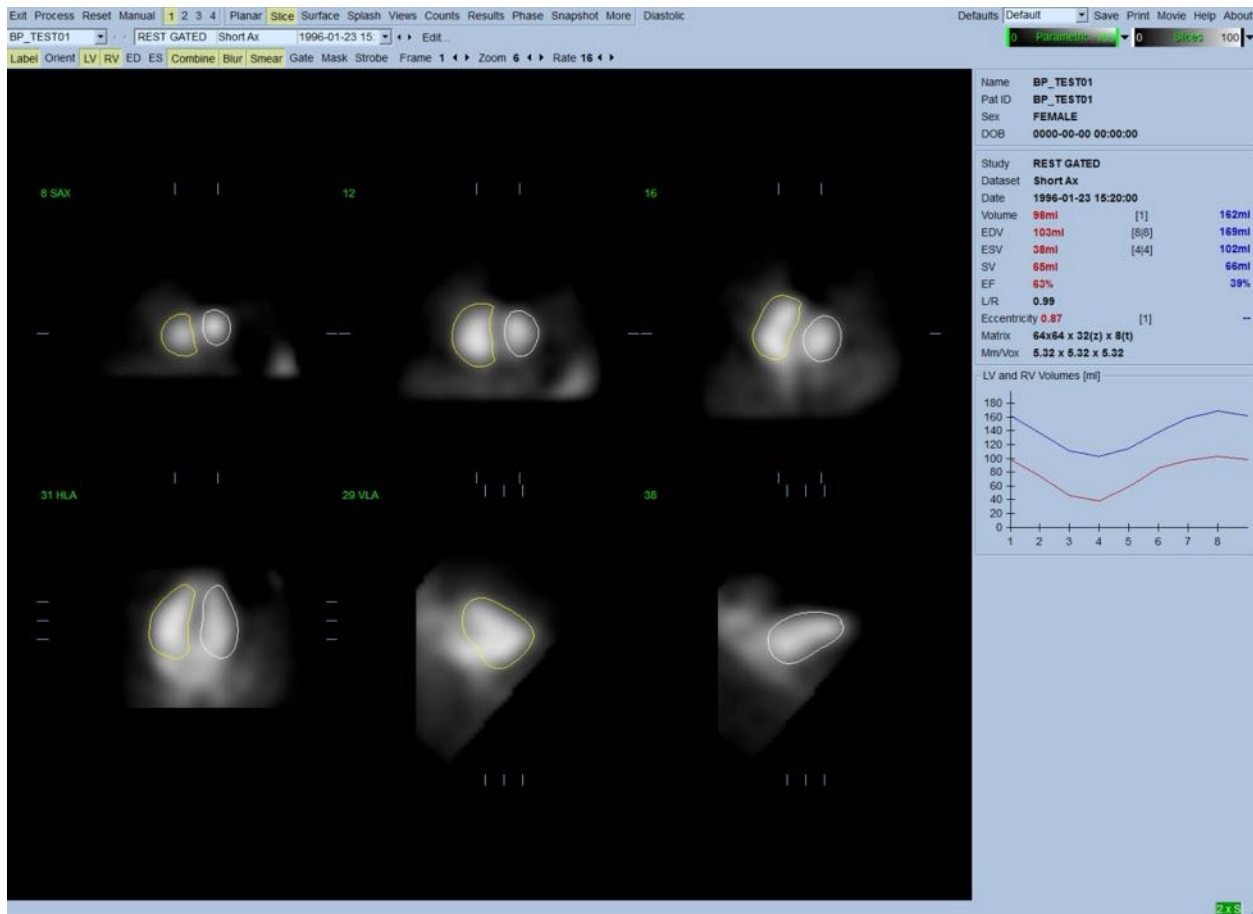 Exit Process Reset Manual 1 2 3 4 Planar Slice Surface Splash Views Counts Results Phase Snapshot More Diastolic Defaults Default Save Print Movie Help About
BP_TEST01 REST GATED Short Ax 1996-01-23 15: Edit... 0 Parametric 0 Slices 100
Label Orient LV RV ED ES Combine Blur Smear Gate Mask Strobe Frame 1 Zoom 6 Rate 16
Name BP_TEST01
Pat ID BP_TEST01
Sex FEMALE
DOB 0000-00-00 00:00:00
Study REST GATED
Dataset Short Ax
Date 1996-01-23 15:20:00
Volume 98ml [1] 162ml
EDV 103ml [8|8] 169ml
ESV 38ml [4|4] 102ml
SV 65ml 66ml
EF 63% 39%
L/R 0.99
Eccentricity 0.87 [1] --
Matrix 64x64 x 32(z) x 8(t)
Mm/Vox 5.32 x 5.32 x 5.32
LV and RV Volumes [ml]
180
160
140
120
100
80
60
40
20
0
1 2 3 4 5 6 7 8
8 SAX 12 16
31 HLA 29 VLA 38
2 x S